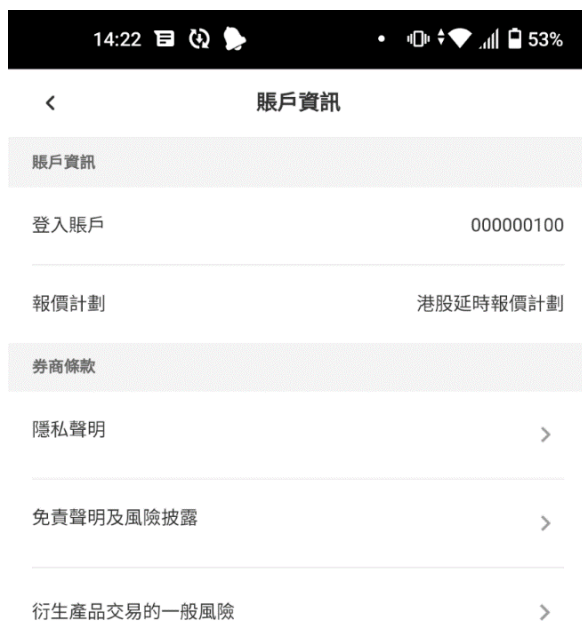 14:22 53%
賬戶資訊
賬戶資訊
登入賬戶 000000100
報價計劃 港股延時報價計劃
券商條款
隱私聲明
免責聲明及風險披露
衍生產品交易的一般風險